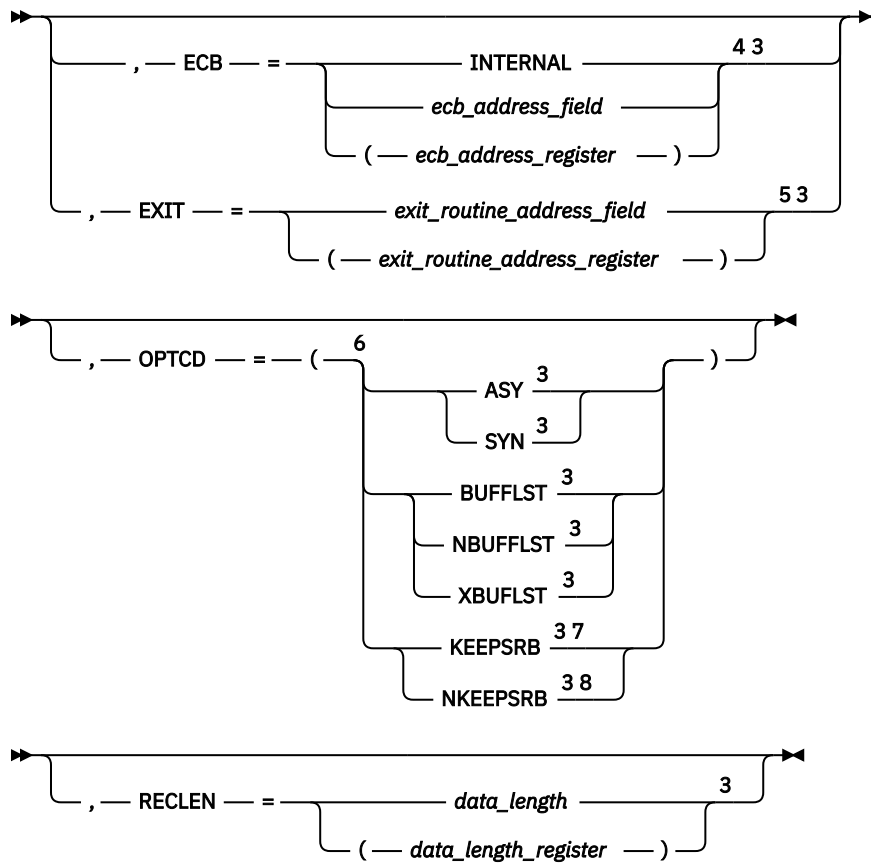 , ECB = INTERNAL 4 3
ecb_address_field
( ecb_address_register )
, EXIT = exit_routine_address_field 5 3
( exit_routine_address_register )
, OPTCD = ( 6 )
ASY 3
SYN 3
BUFFLST 3
NBUFFLST 3
XBUFLST 3
KEEPSRB 3 7
NKEEPSRB 3 8
, RECLEN = data_length 3
( data_length_register )